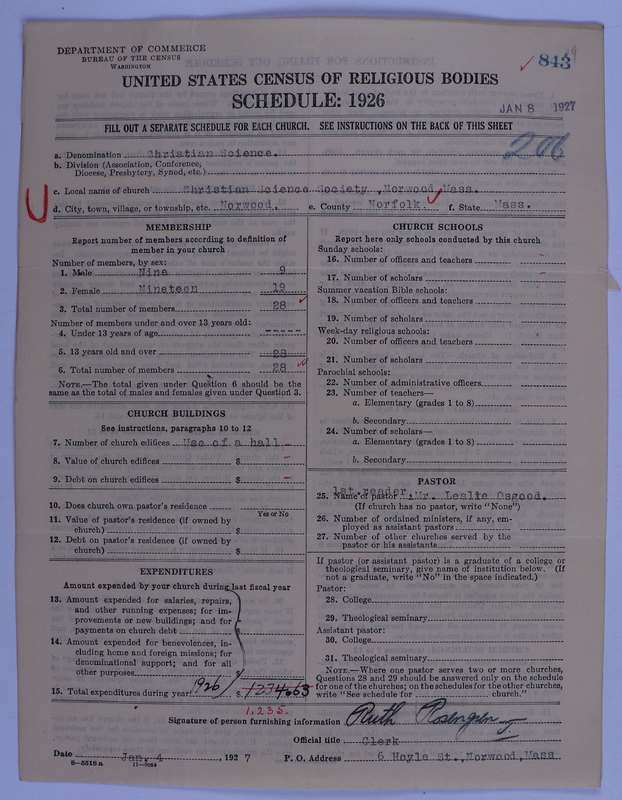 DEPARTMENT OF COMMERCE
BUREAU OF THE CENSUS
WASHINGTON
843
UNITED STATES CENSUS OF RELIGIOUS BODIES
SCHEDULE: 1926
JAN 8 1927
FILL OUT A SEPARATE SCHEDULE FOR EACH CHURCH. SEE INSTRUCTIONS ON THE BACK OF THIS SHEET
a. Denomination Christian Science.
b. Division (Association, Conference,
Diocese, Presbytery, Synod, etc.)
c. Local name of church Christian Science Society, Norwood, Mass.
d. City, town, village, or township, etc. Norwood, e. County Norfolk. f. State Mass.
MEMBERSHIP
Report number of members according to definition of
member in your church
Number of members, by sex:
1. Male Nine 9
2. Female Nineteen 19
3. Total number of members 28
Number of members under and over 13 years old:
4. Under 13 years of age -----
5. 13 years old and over 28
6. Total number of members 28
NOTE.—The total given under Question 6 should be the
same as total of males and females given under Question 3.
CHURCH BUILDINGS
See instructions, paragraphs 10 to 12
7. Number of church edifices Use of a hall
8. Value of church edifices $
9. Debt on church edifices $
10. Does church own pastor's residence
Yes or No
11. Value of pastor's residence (if owned by
church) $
12. Debt on pastor's residence (if owned by
church) $
EXPENDITURES
Amount expended by your church during last fiscal year
13. Amount expended for salaries, repairs,
and other running expenses; for im-
provements or new buildings; and for
payments on church debt $
14. Amount expended for benevolences, in-
cluding home and foreign missions; for
denominational support; and for all
other purposes $
15. Total expenditures during year 1926 $ 1234.63
1,235.
CHURCH SCHOOLS
Report here only schools conducted by this church
Sunday schools:
16. Number of officers and teachers
17. Number of scholars
Summer vacation Bible schools:
18. Number of officers and teachers
19. Number of scholars
Week-day religious schools:
20. Number of officers and teachers
21. Number of scholars
Parochial schools:
22. Number of administrative officers
23. Number of teachers—
a. Elementary (grades 1 to 8)
b. Secondary
24. Number of scholars—
a. Elementary (grades 1 to 8)
b. Secondary
PASTOR
1st reader
25. Name of pastor Mr. Leslie Osgood.
(If church has no pastor, write "None")
26. Number of ordained ministers, if any, em-
ployed as assistant pastors
27. Number of other churches served by the
pastor or his assistants
If pastor (or assistant pastor) is a graduate of a college or
theological seminary, give name of institution below. (If
not a graduate, write "No" in the space indicated.)
Pastor:
28. College
29. Theological seminary
Assistant pastor:
30. College
31. Theological seminary
NOTE.—Where one pastor serves two or more churches,
Questions 28 and 29 should be answered only on the schedule
for one of the churches; on the schedules for the other churches,
write "See schedule for church."
Signature of person furnishing information Ruth Rosengren
Official title Clerk
Date Jan. 4 , 1927 P. O. Address 6 Hoyle St., Norwood, Mass.
8—5518a 11—9864